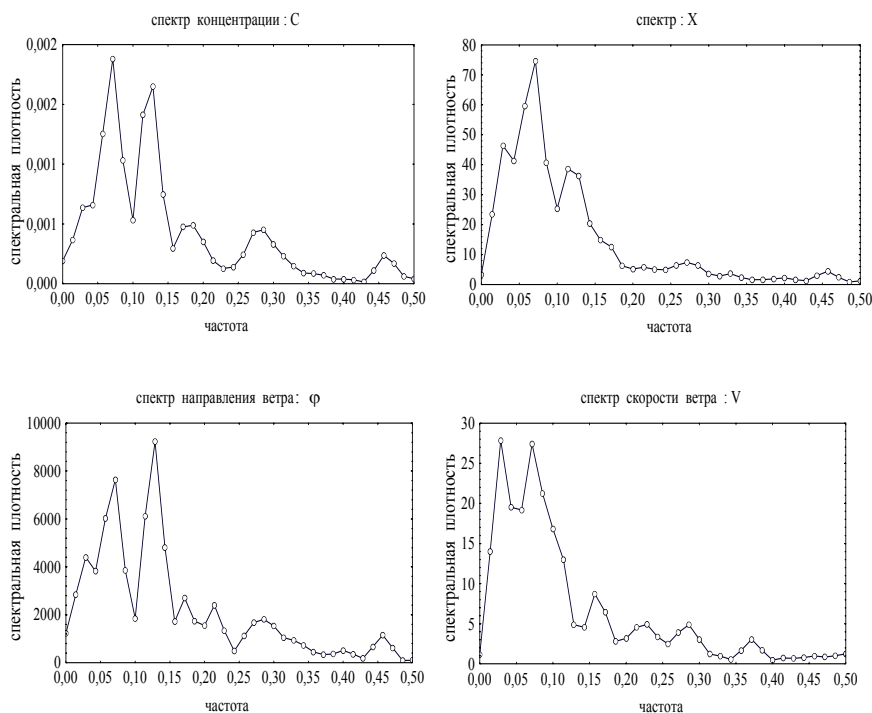 спектр концентрации : C
спектральная плотность
0,002
0,002
0,001
0,001
0,000
0,00 0,05 0,10 0,15 0,20 0,25 0,30 0,35 0,40 0,45 0,50
частота
спектр : X
спектральная плотность
80
70
60
50
40
30
20
10
0
0,00 0,05 0,10 0,15 0,20 0,25 0,30 0,35 0,40 0,45 0,50
частота
спектр направления ветра: φ
спектральная плотность
10000
8000
6000
4000
2000
0
0,00 0,05 0,10 0,15 0,20 0,25 0,30 0,35 0,40 0,45 0,50
частота
спектр скорости ветра : V
спектральная плотность
30
25
20
15
10
5
0
0,00 0,05 0,10 0,15 0,20 0,25 0,30 0,35 0,40 0,45 0,50
частота